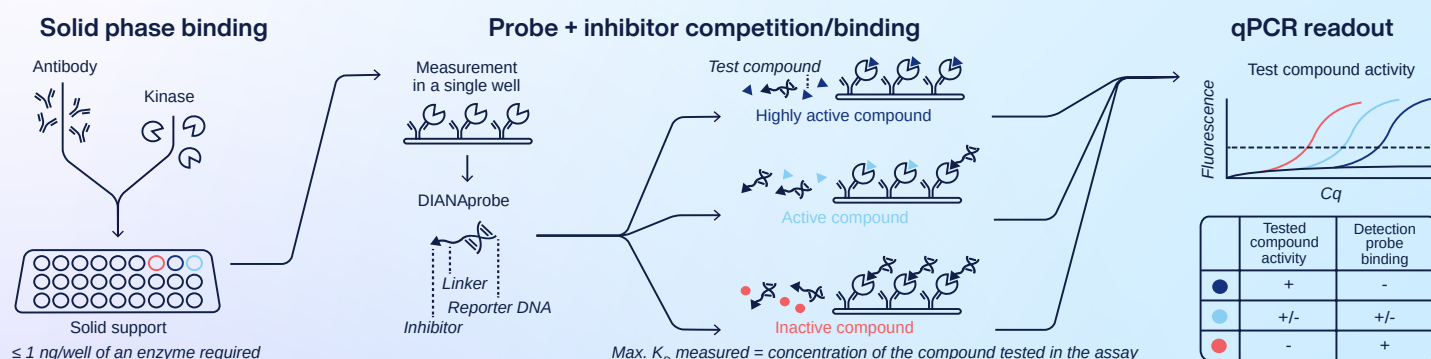 Solid phase binding
Antibody
Kinase
Solid support
≤ 1 ng/well of an enzyme required
Probe + inhibitor competition/binding
Measurement
in a single well
DIANAprobe
Linker
Reporter DNA
Inhibitor
Test compound
Highly active compound
Active compound
Inactive compound
Max. KD measured = concentration of the compound tested in the assay
qPCR readout
Test compound activity
Fluorescence
Cq
Tested
compound
activity
Detection
probe
binding
+ -
+/- +/-
- +